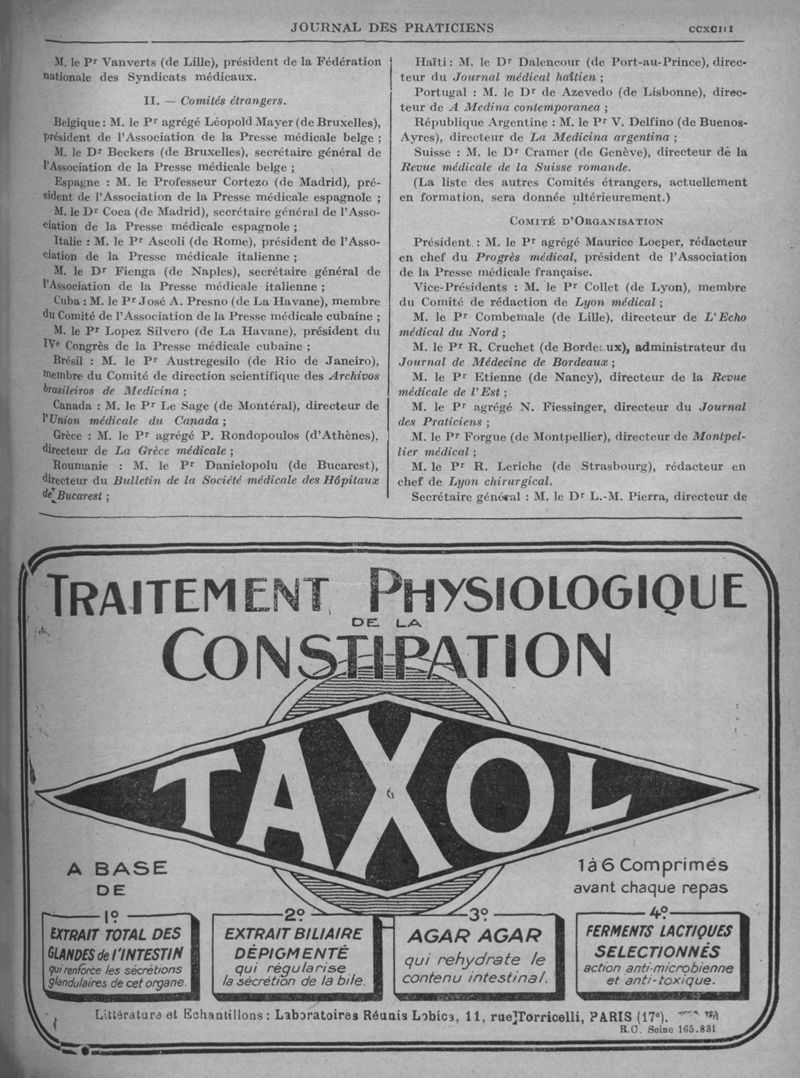 JOURNAL DES PRATICIENS
CCXCIII
M. le Pr Vanverts (de Lille), président de la Fédération
nationale des Syndicats médicaux.
II. — Comités étrangers.
Belgique : M. le Pr agrégé Léopold Mayer (de Bruxelles),
président de l'Association de la Presse médicale belge ;
M. le Dr Beckers (de Bruxelles), secrétaire général de
l'Association de la Presse médicale belge ;
Espagne : M. le Professeur Cortezo (de Madrid), pré-
sident de l'Association de la Presse médicale espagnole ;
M. le Dr Coca (de Madrid), secrétaire général de l'Asso-
ciation de la Presse médicale espagnole ;
Italie : M. le Pr Ascoli (de Rome), président de l'Asso-
ciation de la Presse médicale italienne ;
M. le Dr Fienga (de Naples), secrétaire général de
l'Association de la Presse médicale italienne ;
Cuba : M. le Pr José A. Presno (de La Havane), membre
du Comité de l'Association de la Presse médicale cubaine ;
M. le Pr Lopez Silvero (de La Havane), président du
IVe Congrès de la Presse médicale cubaine ;
Brésil : M. le Pr Austregesilo (de Rio de Janeiro),
membre du Comité de direction scientifique des Archivos
brasileiros de Medicina ;
Canada : M. le Pr Le Sage (de Montéral), directeur de
l'Union médicale du Canada ;
Grèce : M. le Pr agrégé P. Rondopoulos (d'Athènes),
directeur de La Grèce médicale ;
Roumanie : M. le Pr Danielopolu (de Bucarest),
directeur du Bulletin de la Société médicale des Hôpitaux
de Bucarest ;
Haïti : M. le Dr Dalencour (de Port-au-Prince), direc-
teur du Journal médical haïtien ;
Portugal : M. le Dr de Azevedo (de Lisbonne), direc-
teur de A Medina contemporanea ;
République Argentine : M. le Pr V. Delfino (de Buenos-
Ayres), directeur de La Medicina argentina ;
Suisse : M. le Dr Cramer (de Genève), directeur de la
Revue médicale de la Suisse romande.
(La liste des autres Comités étrangers, actuellement
en formation, sera donnée ultérieurement.)
COMITÉ D'ORGANISATION
Président : M. le Pr agrégé Maurice Loeper, rédacteur
en chef du Progrès médical, président de l'Association
de la Presse médicale française.
Vice-Présidents : M. le Pr Collet (de Lyon), membre
du Comité de rédaction de Lyon médical ;
M. le Pr Combemale (de Lille), directeur de L'Echo
médical du Nord ;
M. le Pr R. Cruchet (de Bordeaux), administrateur du
Journal de Médecine de Bordeaux ;
M. le Pr Etienne (de Nancy), directeur de la Revue
médicale de l'Est ;
M. le Pr agrégé N. Fiessinger, directeur du Journal
des Praticiens ;
M. le Pr Forgue (de Montpellier), directeur de Montpel-
lier médical ;
M. le Pr R. Leriche (de Strasbourg), rédacteur en
chef de Lyon chirurgical.
Secrétaire général : M. le Dr L.-M. Pierra, directeur de
TRAITEMENT PHYSIOLOGIQUE
DE LA
CONSTIPATION
TAXOL
A BASE
DE
1 à 6 Comprimés
avant chaque repas
1º
EXTRAIT TOTAL DES
GLANDES de l'INTESTIN
qui renforce les sécrétions
glandulaires de cet organe.
2º
EXTRAIT BILIAIRE
DÉPIGMENTÉ
qui régularise
la sécrétion de la bile.
3º
AGAR AGAR
qui rehydrate le
contenu intestinal.
4º
FERMENTS LACTIQUES
SELECTIONNÉS
action anti-microbienne
et anti-toxique.
Littérature et Echantillons : Laboratoires Réunis Lobica, 11, rue Torricelli, PARIS (17e).
R.C. Seine 165.831